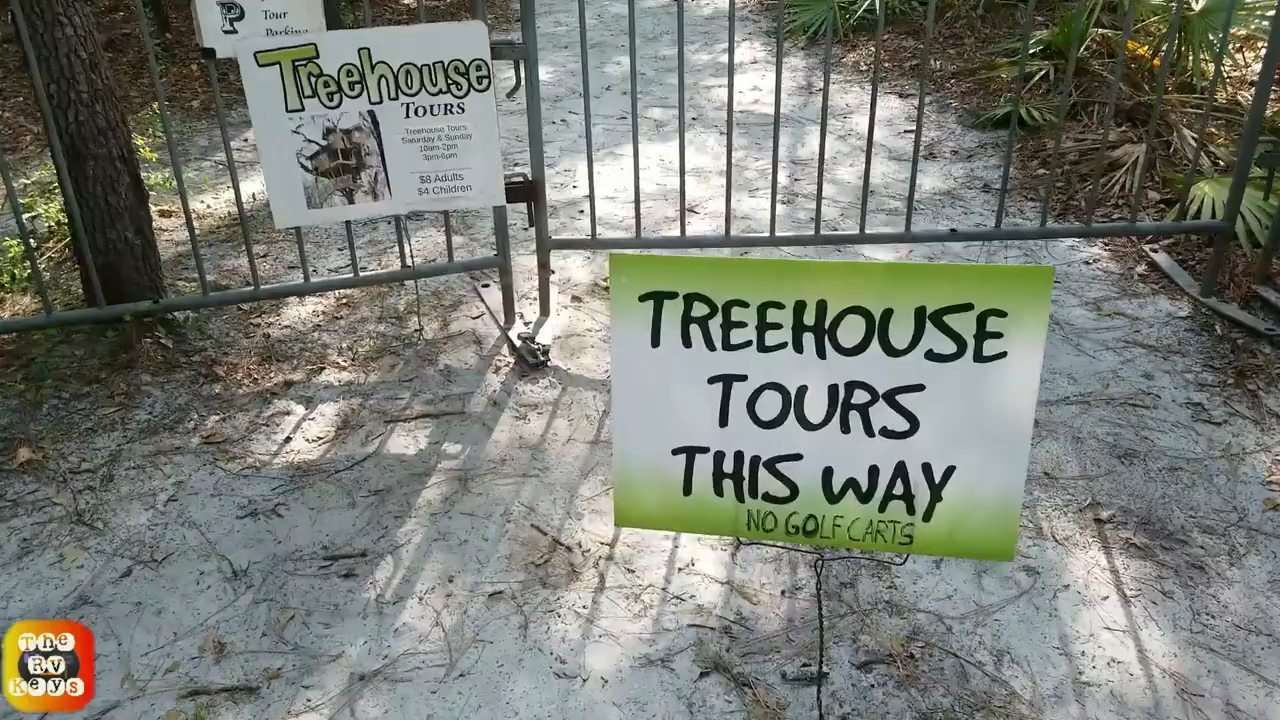 P
Tour
Parking
Treehouse
TOURS
Treehouse Tours
Saturday & Sunday
10am-2pm
3pm-6pm
$8 Adults
$4 Children
TREEHOUSE
TOURS
THIS WAY
NO GOLF CARTS
The
RV
Keys